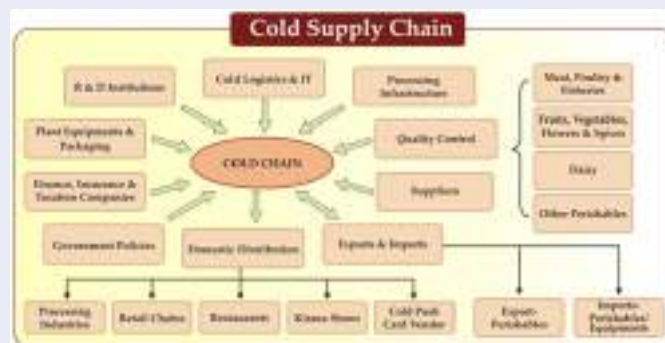 Cold Supply Chain
R & D Institutions
Cold Logistics & IT
Processing
Infrastructure
Meat, Poultry &
Fisheries
Plant Equipments &
Packaging
Quality Control
Fruits, Vegetables,
Flowers & Spices
COLD CHAIN
Finance, Insurance &
Taxation Companies
Suppliers
Dairy
Other Perishables
Government Policies
Domestic Distribution
Exports & Imports
Processing
Industries
Retail Chains
Restaurants
Kirana Stores
Cold Push
Card Vendor
Export-
Perishables
Imports-
Perishables/
Equipments